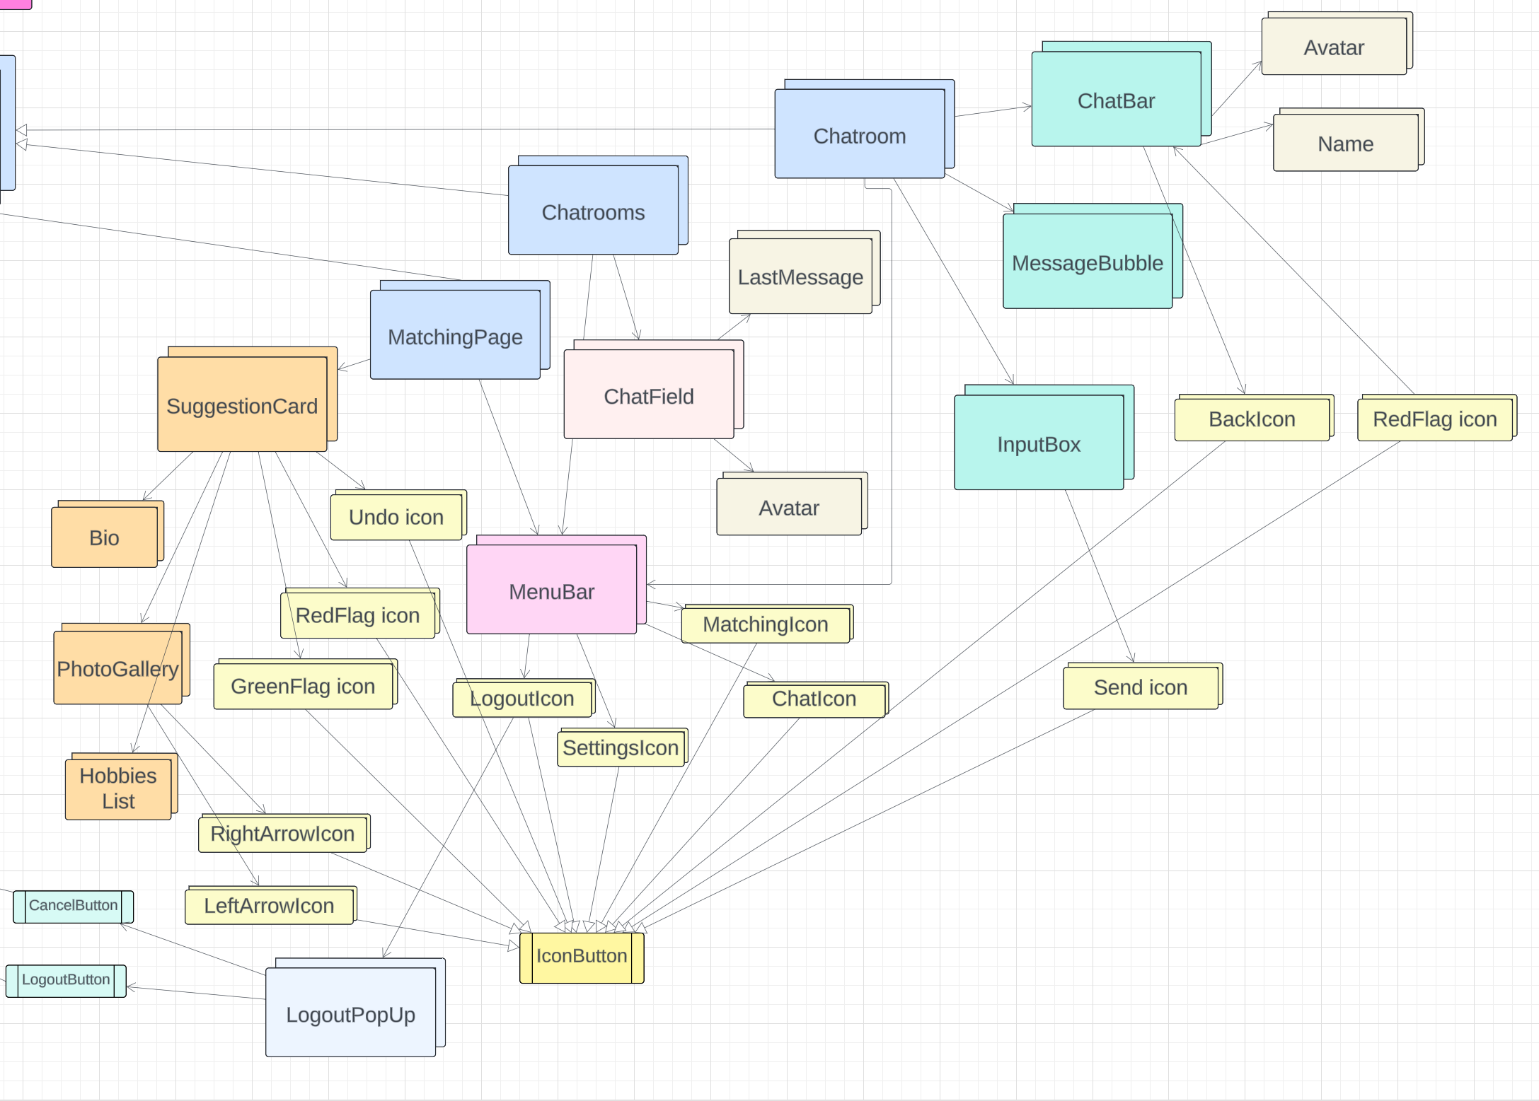 Avatar
ChatBar
Chatroom
Name
Chatrooms
MessageBubble
LastMessage
MatchingPage
ChatField
SuggestionCard
BackIcon
RedFlag icon
InputBox
Avatar
Undo icon
Bio
MenuBar
RedFlag icon
MatchingIcon
PhotoGallery
GreenFlag icon
LogoutIcon
ChatIcon
Send icon
SettingsIcon
Hobbies
List
RightArrowIcon
CancelButton
LeftArrowIcon
IconButton
LogoutButton
LogoutPopUp